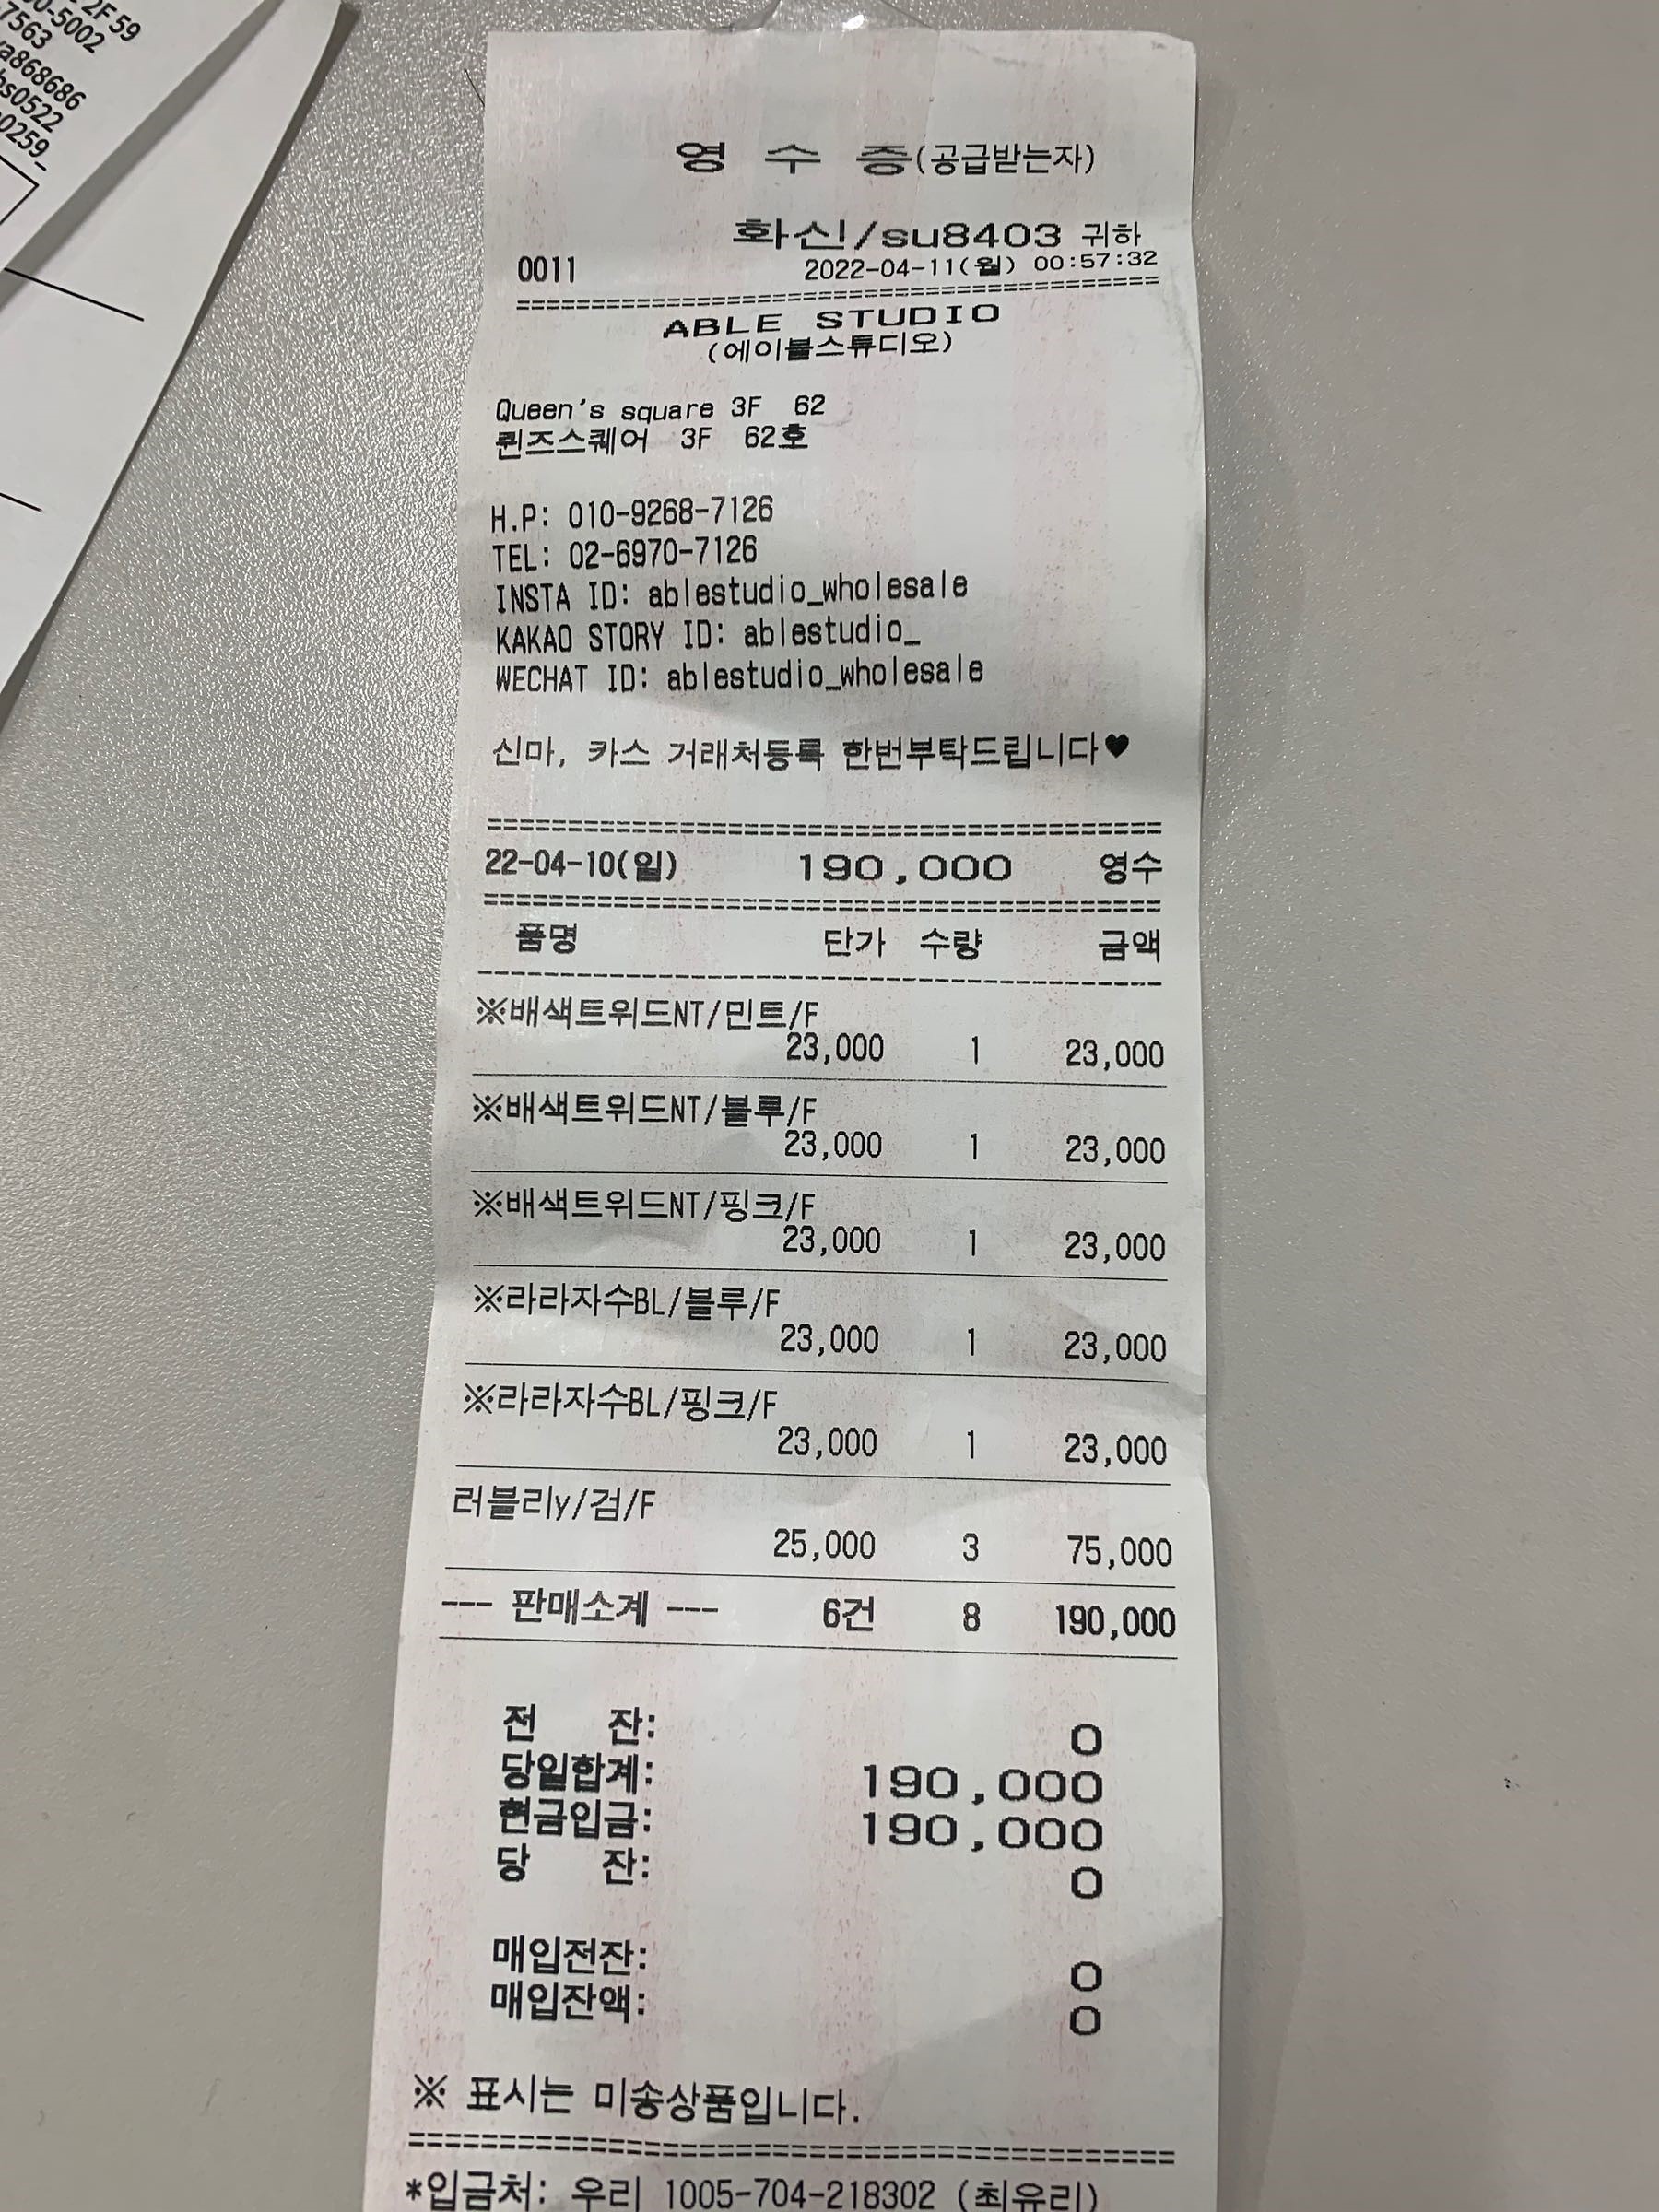 2F 59
0-5002
7563
a868686
s0522
0259_
영 수 증(공급받는자)
화신/su8403 귀하
0011 2022-04-11(월) 00:57:32
========================================
ABLE STUDIO
(에이블스튜디오)
Queen's square 3F 62
퀸즈스퀘어 3F 62호
H.P: 010-9268-7126
TEL: 02-6970-7126
INSTA ID: ablestudio_wholesale
KAKAO STORY ID: ablestudio_
WECHAT ID: ablestudio_wholesale
신마, 카스 거래처등록 한번부탁드립니다♥
========================================
22-04-10(일) 190,000 영수
========================================
품명 단가 수량 금액
----------------------------------------
※배색트위드NT/민트/F
23,000 1 23,000
※배색트위드NT/블루/F
23,000 1 23,000
※배색트위드NT/핑크/F
23,000 1 23,000
※라라자수BL/블루/F
23,000 1 23,000
※라라자수BL/핑크/F
23,000 1 23,000
러블리y/검/F
25,000 3 75,000
--- 판매소계 --- 6건 8 190,000
전 잔: 0
당일합계: 190,000
현금입금: 190,000
당 잔: 0
매입전잔: 0
매입잔액: 0
※ 표시는 미송상품입니다.
========================================
*입금처: 우리 1005-704-218302 (최유리)